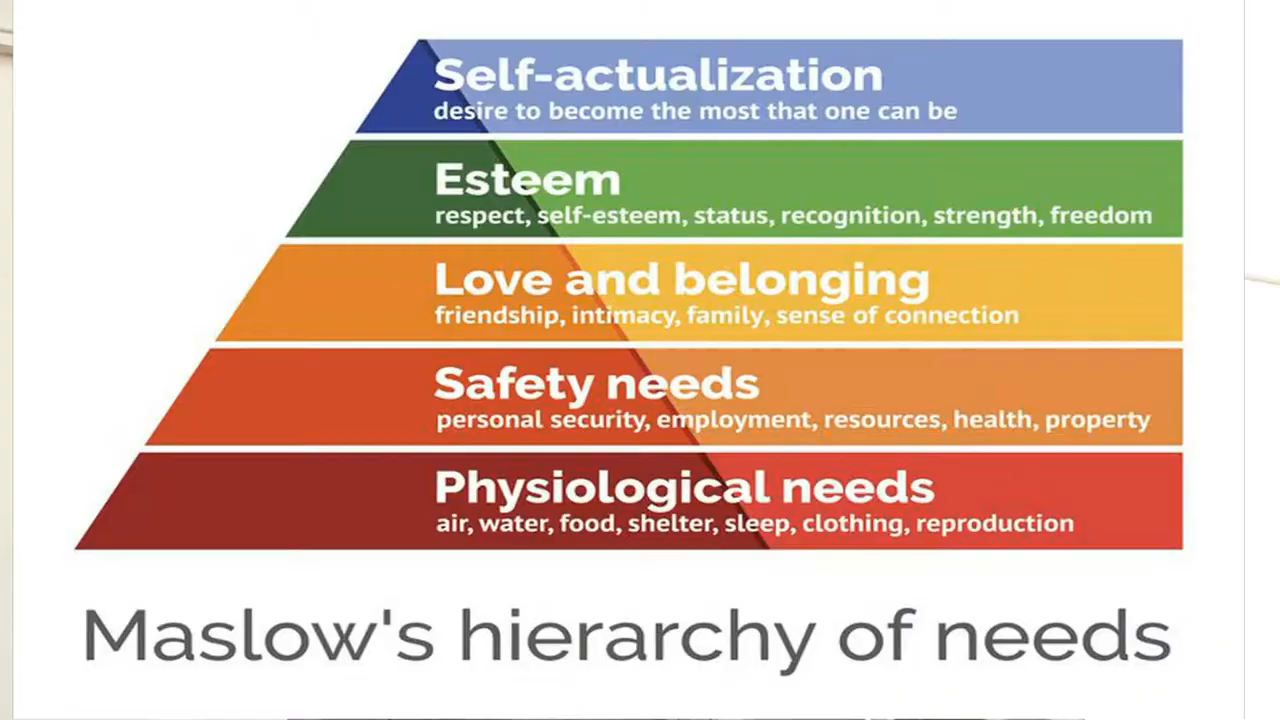 Self-actualization
desire to become the most that one can be
Esteem
respect, self-esteem, status, recognition, strength, freedom
Love and belonging
friendship, intimacy, family, sense of connection
Safety needs
personal security, employment, resources, health, property
Physiological needs
air, water, food, shelter, sleep, clothing, reproduction
Maslow's hierarchy of needs